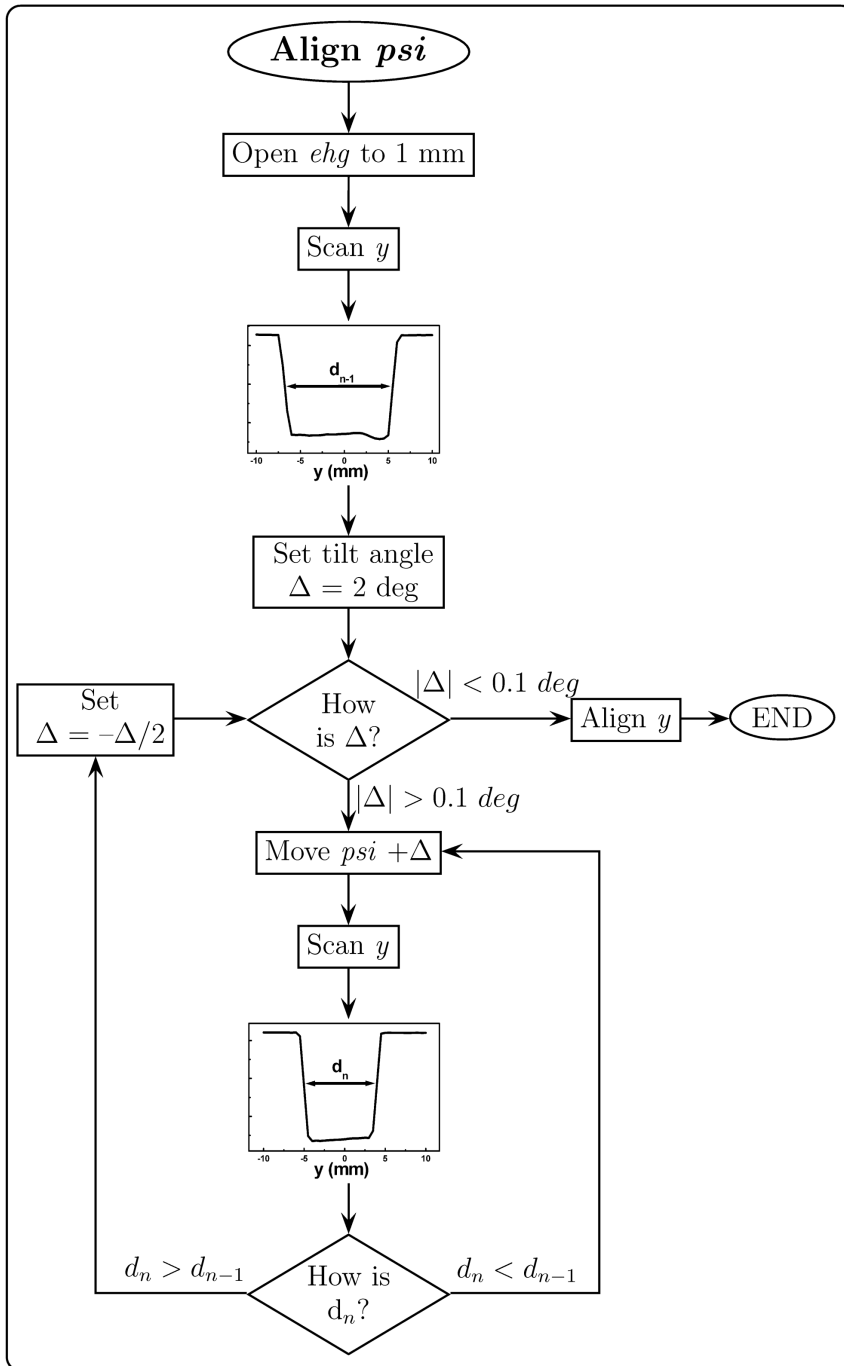 Align psi
Open ehg to 1 mm
Scan y
d_{n-1}
-10 -5 0 5 10
y (mm)
Set tilt angle
Δ = 2 deg
|Δ| < 0.1 deg
Set
Δ = –Δ/2
How
is Δ?
Align y
END
|Δ| > 0.1 deg
Move psi +Δ
Scan y
d_n
-10 -5 0 5 10
y (mm)
d_n > d_{n−1}
How is
d_n?
d_n < d_{n−1}